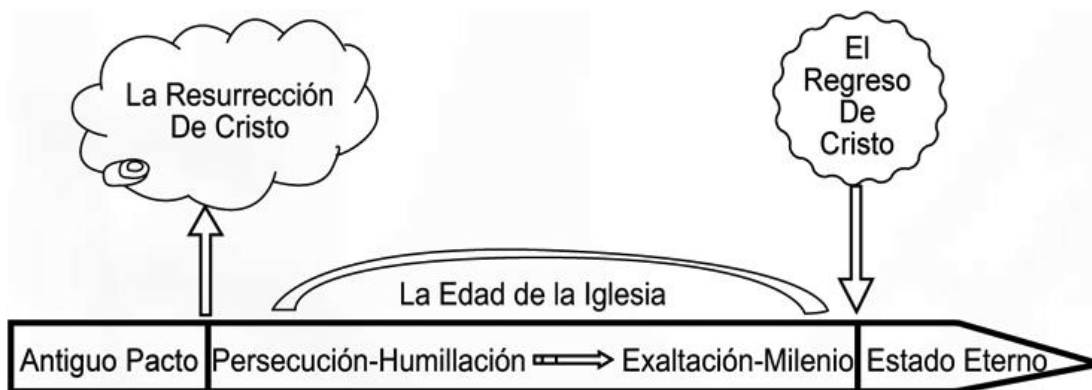 La Resurrección
De Cristo
El
Regreso
De
Cristo
La Edad de la Iglesia
Antiguo Pacto Persecución-Humillación Exaltación-Milenio Estado Eterno